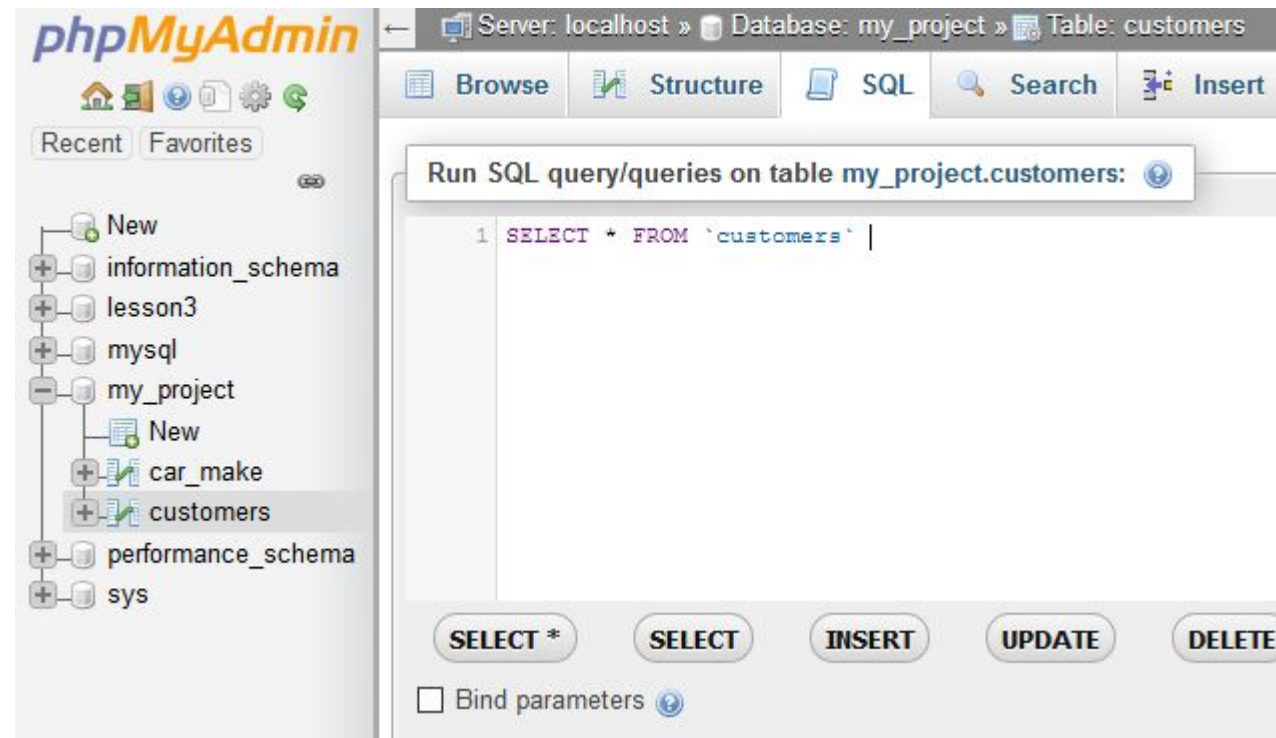 phpMyAdmin
Recent Favorites
New
information_schema
lesson3
mysql
my_project
New
car_make
customers
performance_schema
sys
Server: localhost » Database: my_project » Table: customers
Browse Structure SQL Search Insert
Run SQL query/queries on table my_project.customers:
1 SELECT * FROM `customers`
SELECT * SELECT INSERT UPDATE DELETE
Bind parameters